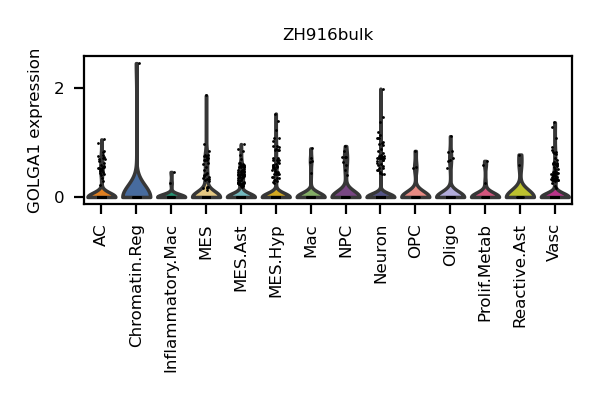 ZH916bulk
GOLGA1 expression
2
0
AC
Chromatin.Reg
Inflammatory.Mac
MES
MES.Ast
MES.Hyp
Mac
NPC
Neuron
OPC
Oligo
Prolif.Metab
Reactive.Ast
Vasc